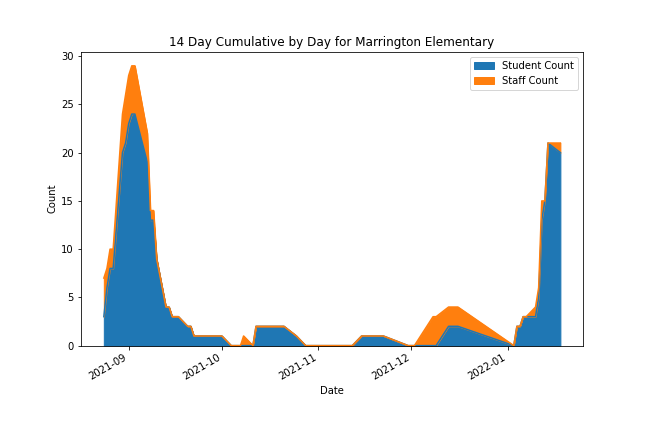 14 Day Cumulative by Day for Marrington Elementary
Student Count
Staff Count
30
25
20
15
10
5
0
Count
2021-09
2021-10
2021-11
2021-12
2022-01
Date